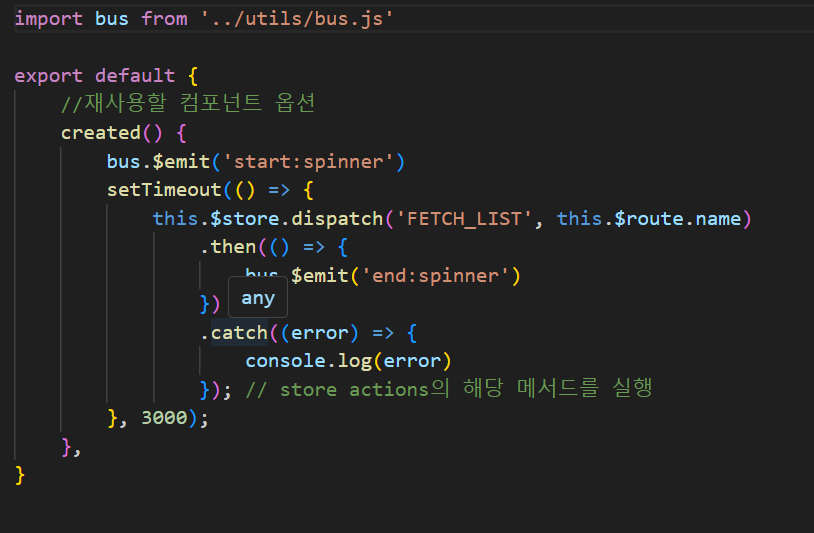 import bus from '../utils/bus.js'
export default {
//재사용할 컴포넌트 옵션
created() {
bus.$emit('start:spinner')
setTimeout(() => {
this.$store.dispatch('FETCH_LIST', this.$route.name)
.then(() => {
bus.$emit('end:spinner')
})
any
.catch((error) => {
console.log(error)
}); // store actions의 해당 메서드를 실행
}, 3000);
},
}